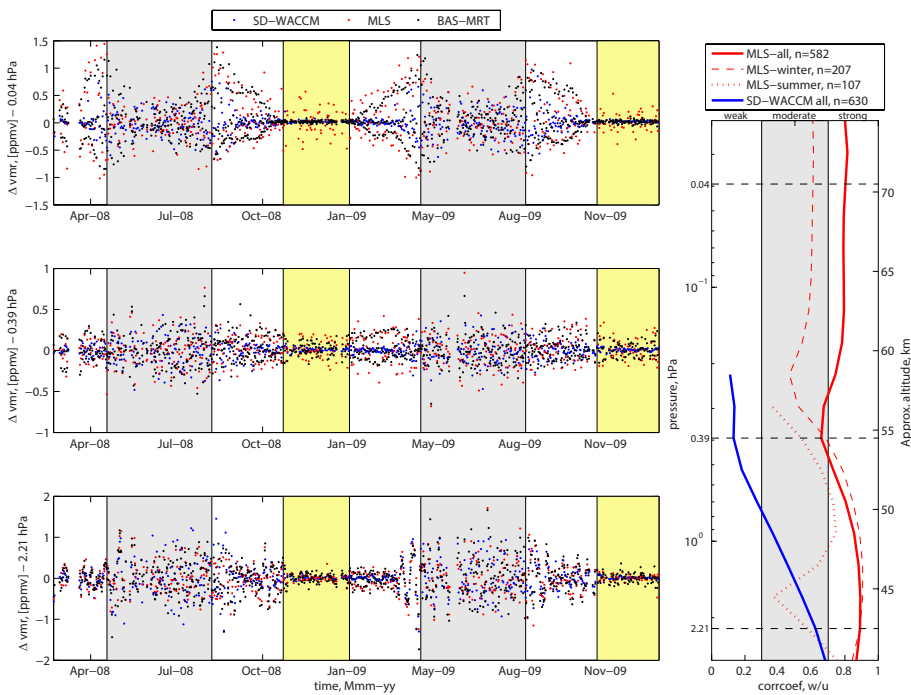 SD−WACCM MLS BAS−MRT
Δ vmr, [ppmv] − 0.04 hPa
1.5
1
0.5
0
−0.5
−1
−1.5
Apr−08 Jul−08 Oct−08 Jan−09 May−09 Aug−09 Nov−09
Δ vmr, [ppmv] − 0.39 hPa
1
0.5
0
−0.5
−1
Apr−08 Jul−08 Oct−08 Jan−09 May−09 Aug−09 Nov−09
Δ vmr, [ppmv] − 2.21 hPa
2
1
0
−1
−2
Apr−08 Jul−08 Oct−08 Jan−09 May−09 Aug−09 Nov−09
time, Mmm−yy
MLS−all, n=582
MLS−winter, n=207
MLS−summer, n=107
SD−WACCM all, n=630
weak moderate strong
pressure, hPa
0.04
10⁻¹
0.39
10⁰
2.21
70
65
60
55
50
45
Approx. altitude, km
0 0.2 0.4 0.6 0.8 1
corrcoef, w/u